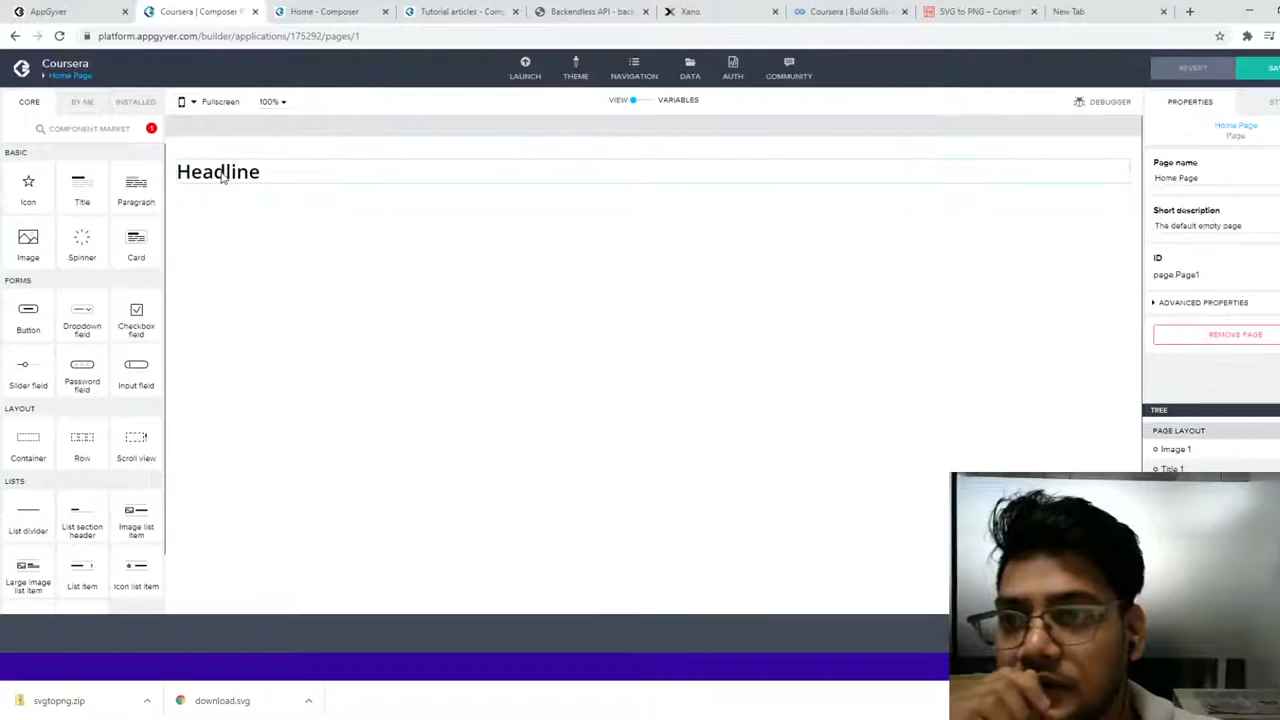 AppGyver
Coursera | Composer P
Home - Composer
Tutorial articles - Comp
Backendless API - back
Xano
Coursera | Build Skills
SVG to PNG – Convert
New Tab
platform.appgyver.com/builder/applications/175292/pages/1
Coursera
Home Page
LAUNCH
THEME
NAVIGATION
DATA
AUTH
COMMUNITY
REVERT
SA
CORE
BY ME
INSTALLED
Fullscreen
100%
VIEW
VARIABLES
DEBUGGER
PROPERTIES
ST
COMPONENT MARKET
1
Home Page
Page
BASIC
Page name
Home Page
Headline
Icon
Title
Paragraph
Short description
The default empty page
Image
Spinner
Card
ID
page.Page1
FORMS
ADVANCED PROPERTIES
Button
Dropdown field
Checkbox field
REMOVE PAGE
Slider field
Password field
Input field
LAYOUT
TREE
PAGE LAYOUT
Container
Row
Scroll view
Image 1
Title 1
LISTS
List divider
List section header
Image list item
Large image list item
List item
Icon list item
svgtopng.zip
download.svg